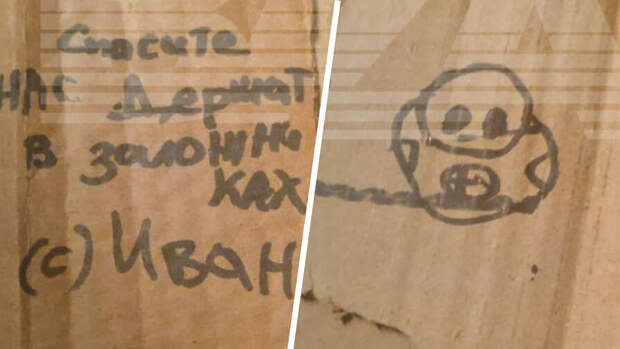 Спасите
НАС Держат
в заложни
ках
(с) Иван